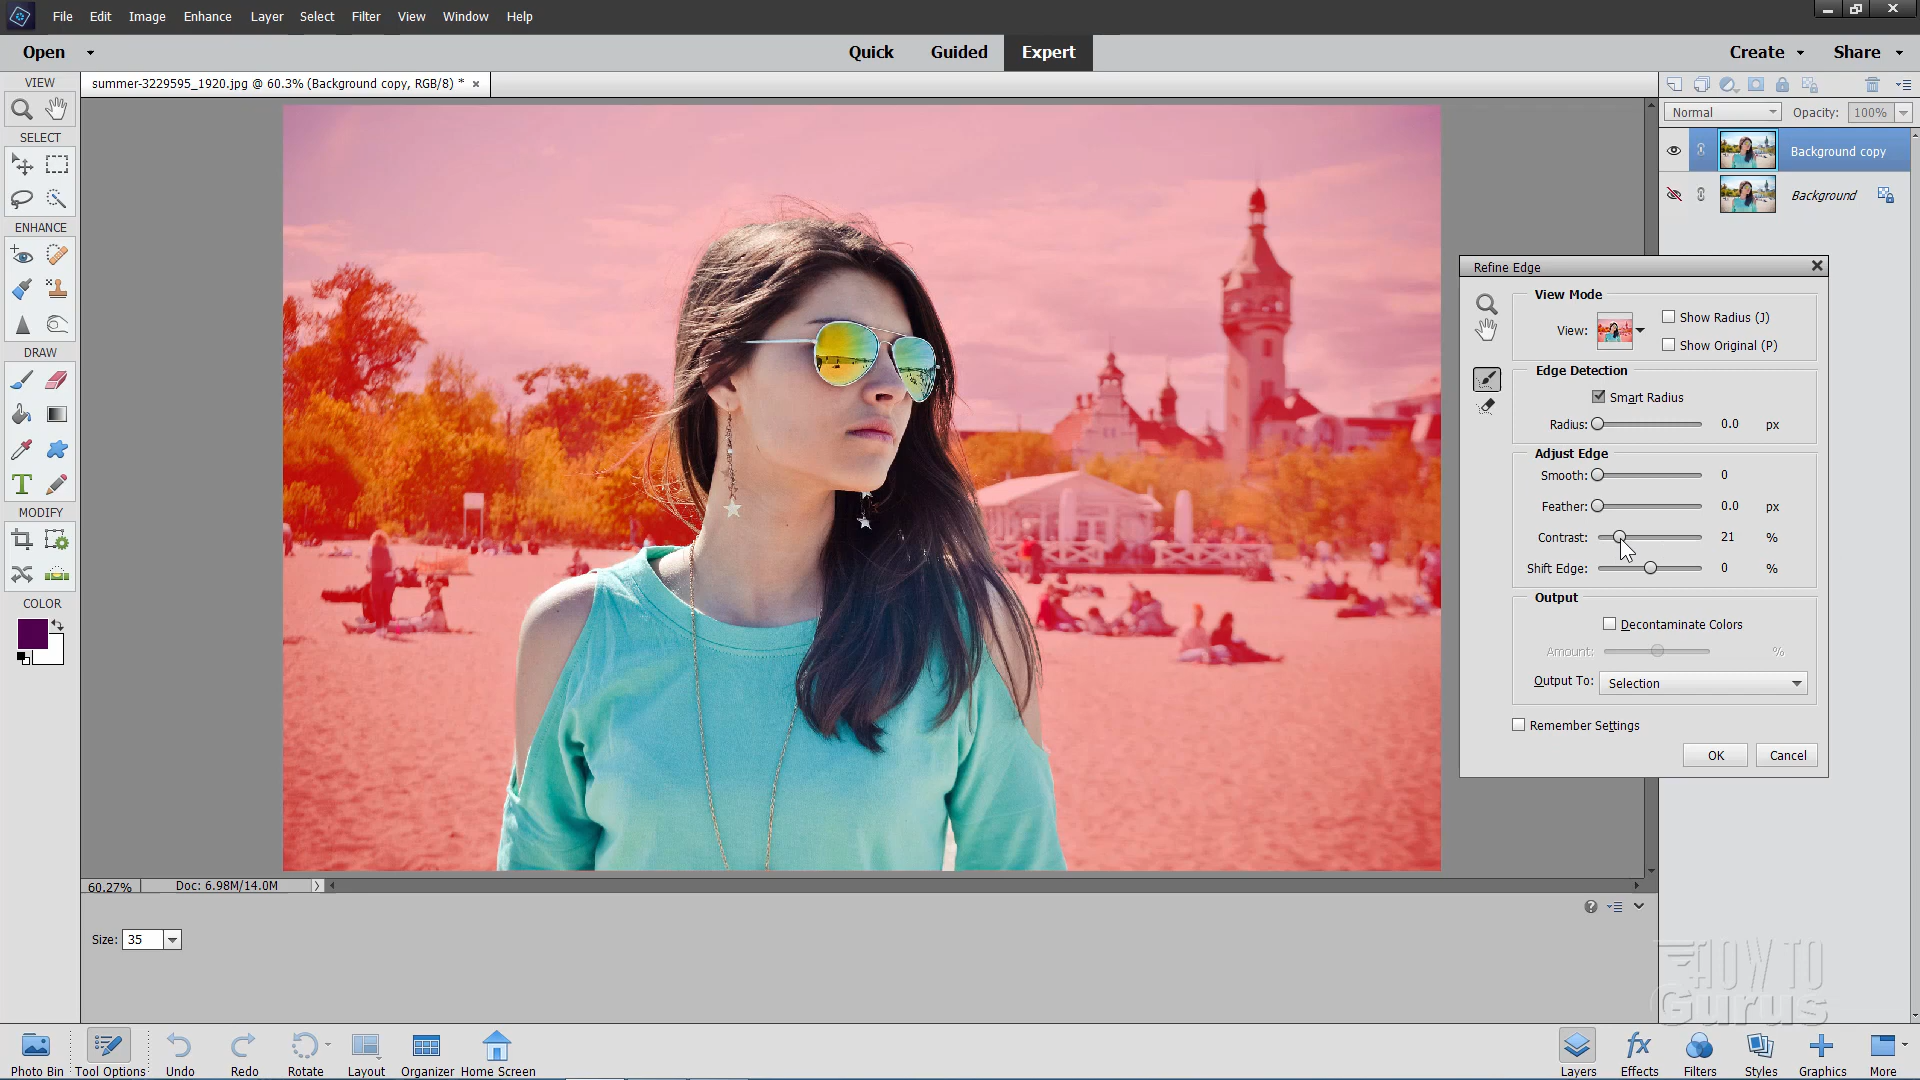 File Edit Image Enhance Layer Select Filter View Window Help
Open Quick Guided Expert Create Share
VIEW
summer-3229595_1920.jpg @ 60.3% (Background copy, RGB/8) * ×
Normal Opacity: 100%
SELECT
Background copy
Background
ENHANCE
Refine Edge
View Mode
View:
Show Radius (J)
Show Original (P)
DRAW
Edge Detection
Smart Radius
Radius: 0.0 px
Adjust Edge
Smooth: 0
Feather: 0.0 px
Contrast: 21 %
Shift Edge: 0 %
MODIFY
Output
Decontaminate Colors
Amount: %
Output To: Selection
Remember Settings
OK Cancel
COLOR
60.27% Doc: 6.98M/14.0M
Size: 35
HOW TO
Gurus
Photo Bin Tool Options Undo Redo Rotate Layout Organizer Home Screen Layers Effects Filters Styles Graphics More